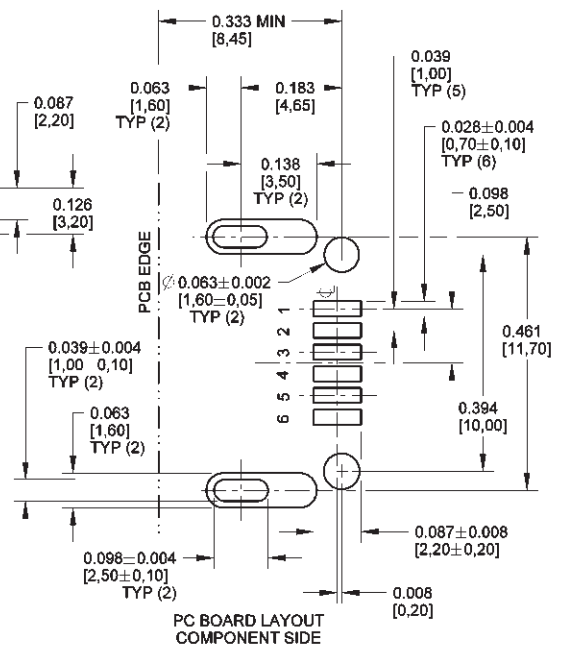 0.333 MIN
[8,45]
0.063
[1,60]
TYP (2)
0.183
[4,65]
0.039
[1,00]
TYP (5)
0.087
[2,20]
0.028±0.004
[0,70±0,10]
TYP (6)
0.138
[3,50]
TYP (2)
0.098
[2,50]
0.126
[3,20]
PCB EDGE
Ø 0.063±0.002
[1,60±0,05]
TYP (2)
1
2
3
4
5
6
0.461
[11,70]
0.039±0.004
[1,00 0,10]
TYP (2)
0.394
[10,00]
0.063
[1,60]
TYP (2)
0.087±0.008
[2,20±0,20]
0.098±0.004
[2,50±0,10]
TYP (2)
0.008
[0,20]
PC BOARD LAYOUT
COMPONENT SIDE